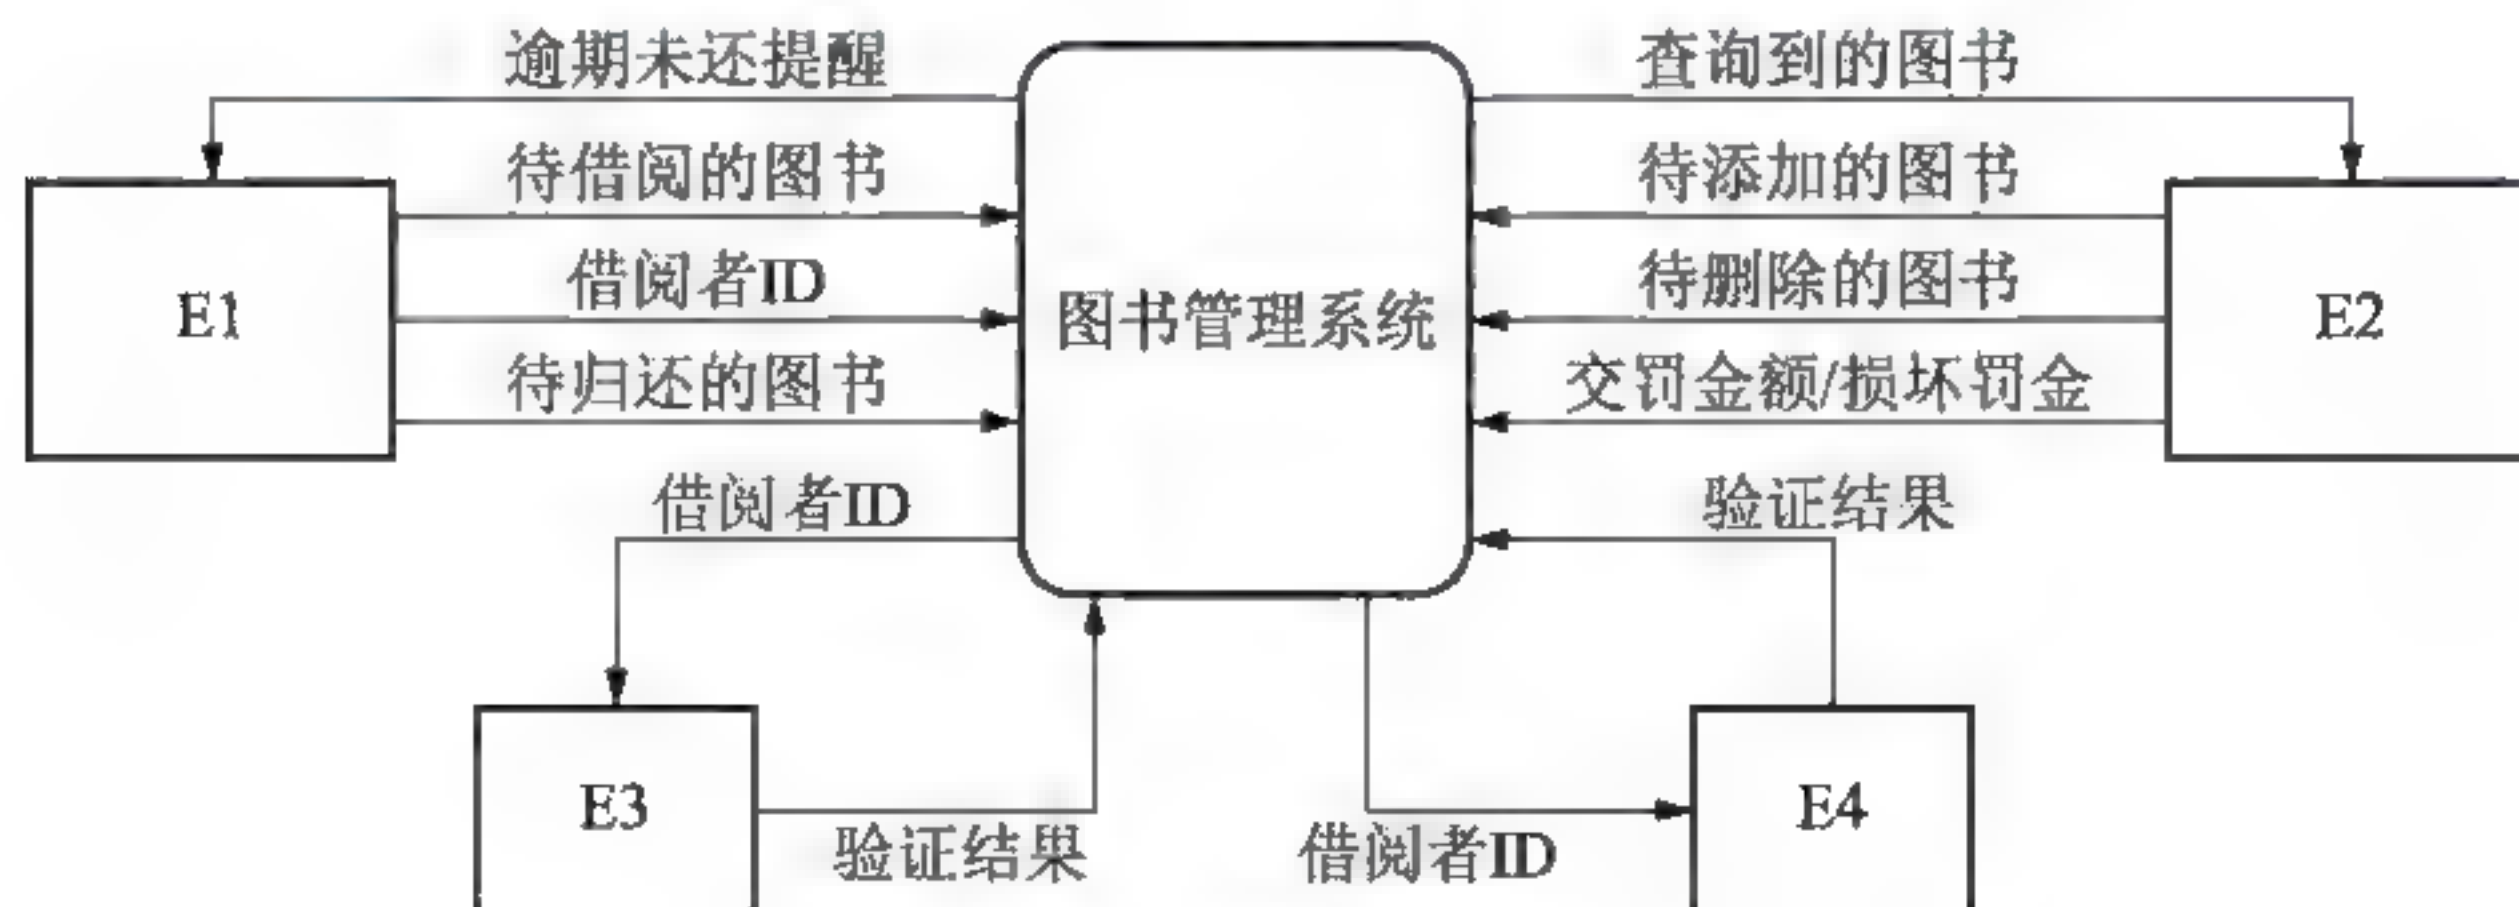 逾期未还提醒
查询到的图书
待借阅的图书
待添加的图书
借阅者ID
待删除的图书
E1
图书管理系统
E2
待归还的图书
交罚金额/损坏罚金
借阅者ID
验证结果
E3
E4
验证结果
借阅者ID